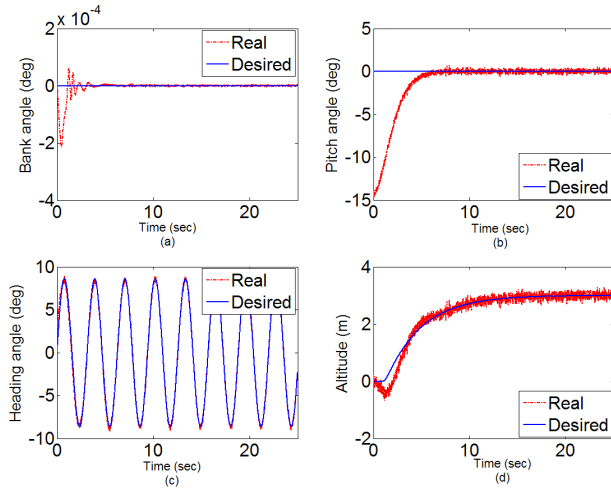 x 10^-4
2
0
-2
-4
Bank angle (deg)
Real
Desired
0
10
20
Time (sec)
(a)
5
0
-5
-10
-15
Pitch angle (deg)
Real
Desired
0
10
20
Time (sec)
(b)
10
5
0
-5
-10
Heading angle (deg)
Real
Desired
0
10
20
Time (sec)
(c)
4
2
0
-2
Altitude (m)
Real
Desired
0
10
20
Time (sec)
(d)